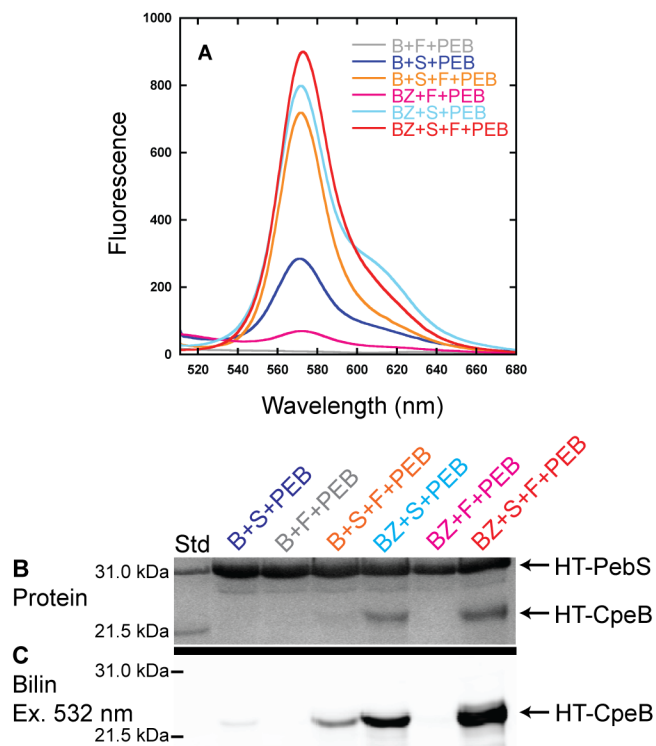 1000
A
B+F+PEB
B+S+PEB
B+S+F+PEB
BZ+F+PEB
BZ+S+PEB
BZ+S+F+PEB
800
600
400
200
0
Fluorescence
520 540 560 580 600 620 640 660 680
Wavelength (nm)
Std B+S+PEB B+F+PEB B+S+F+PEB BZ+S+PEB BZ+F+PEB BZ+S+F+PEB
B
Protein
31.0 kDa
HT-PebS
HT-CpeB
21.5 kDa
C
Bilin
Ex. 532 nm
31.0 kDa
HT-CpeB
21.5 kDa